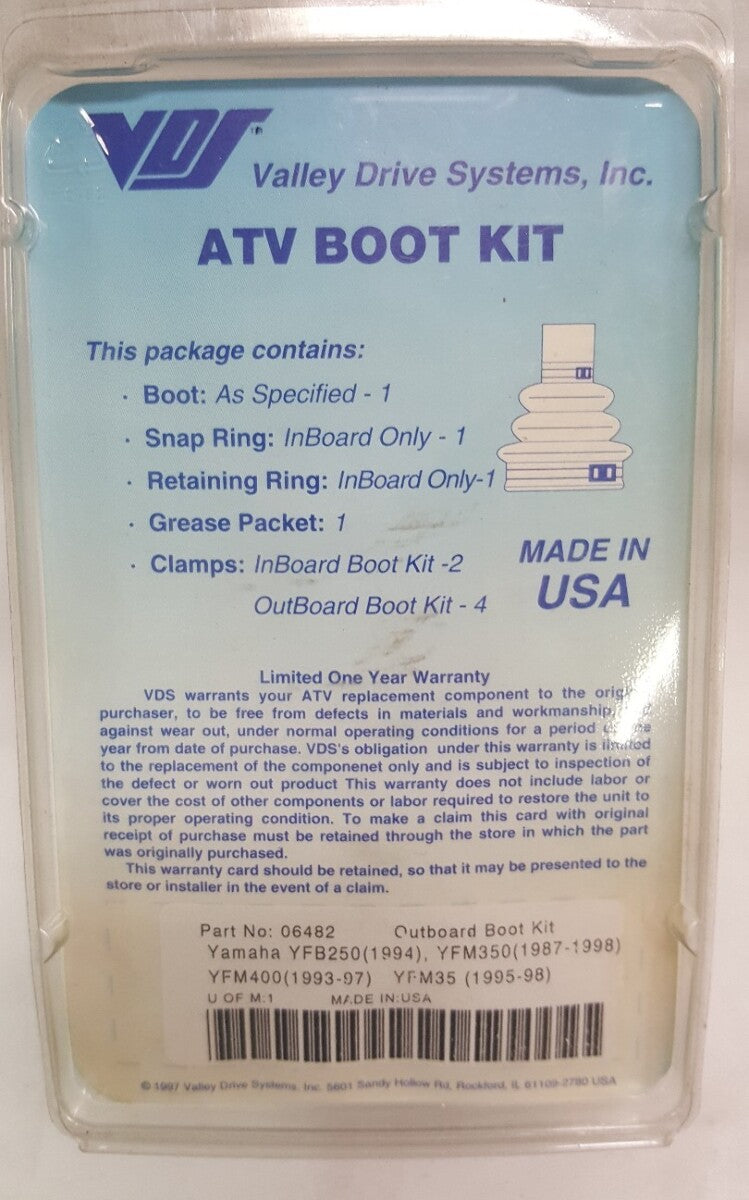 VDS™
Valley Drive Systems, Inc.
ATV BOOT KIT
This package contains:
· Boot: As Specified - 1
· Snap Ring: InBoard Only - 1
· Retaining Ring: InBoard Only-1
· Grease Packet: 1
· Clamps: InBoard Boot Kit -2
OutBoard Boot Kit - 4
MADE IN
USA
Limited One Year Warranty
VDS warrants your ATV replacement component to the
purchaser, to be free from defects in materials and workmanship,
against wear out, under normal operating conditions for a period
year from date of purchase. VDS's obligation under this warranty is limited
to the replacement of the componenet only and is subject to inspection of
the defect or worn out product This warranty does not include labor or
cover the cost of other components or labor required to restore the unit to
its proper operating condition. To make a claim this card with original
receipt of purchase must be retained through the store in which the part
was originally purchased.
This warranty card should be retained, so that it may be presented to the
store or installer in the event of a claim.
Part No: 06482 Outboard Boot Kit
Yamaha YFB250(1994), YFM350(1987-1998)
YFM400(1993-97) YFM35 (1995-98)
U OF M:1 MADE IN:USA
© 1997 Valley Drive Systems, Inc. 5601 Sandy Hollow Rd, Rockford, IL 61109-2780 USA